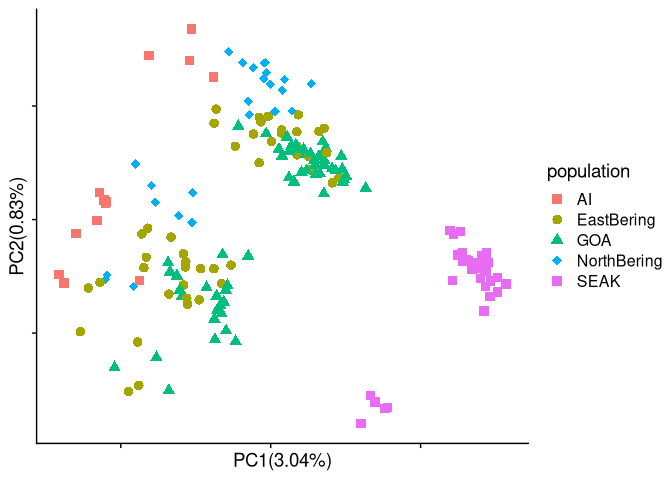 PC2(0.83%)
PC1(3.04%)
population
AI
EastBering
GOA
NorthBering
SEAK